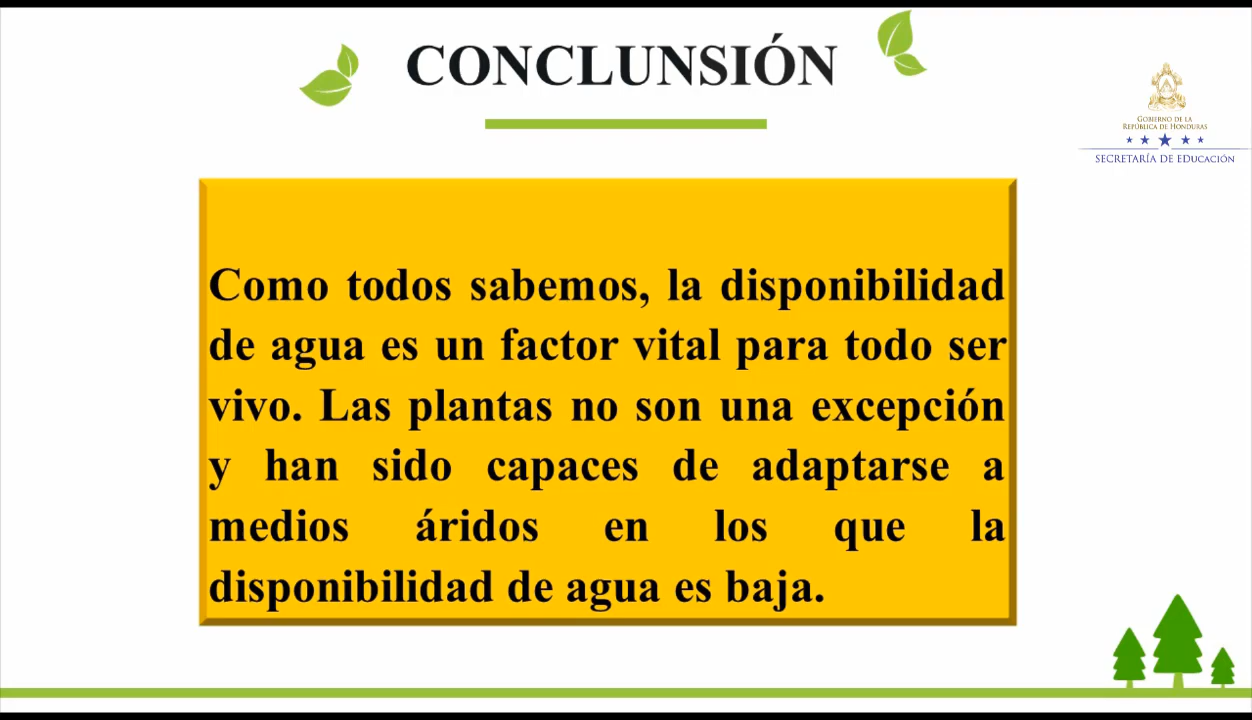 CONCLUNSIÓN
GOBIERNO DE LA
REPÚBLICA DE HONDURAS
SECRETARÍA DE EDUCACIÓN
Como todos sabemos, la disponibilidad
de agua es un factor vital para todo ser
vivo. Las plantas no son una excepción
y han sido capaces de adaptarse a
medios áridos en los que la
disponibilidad de agua es baja.